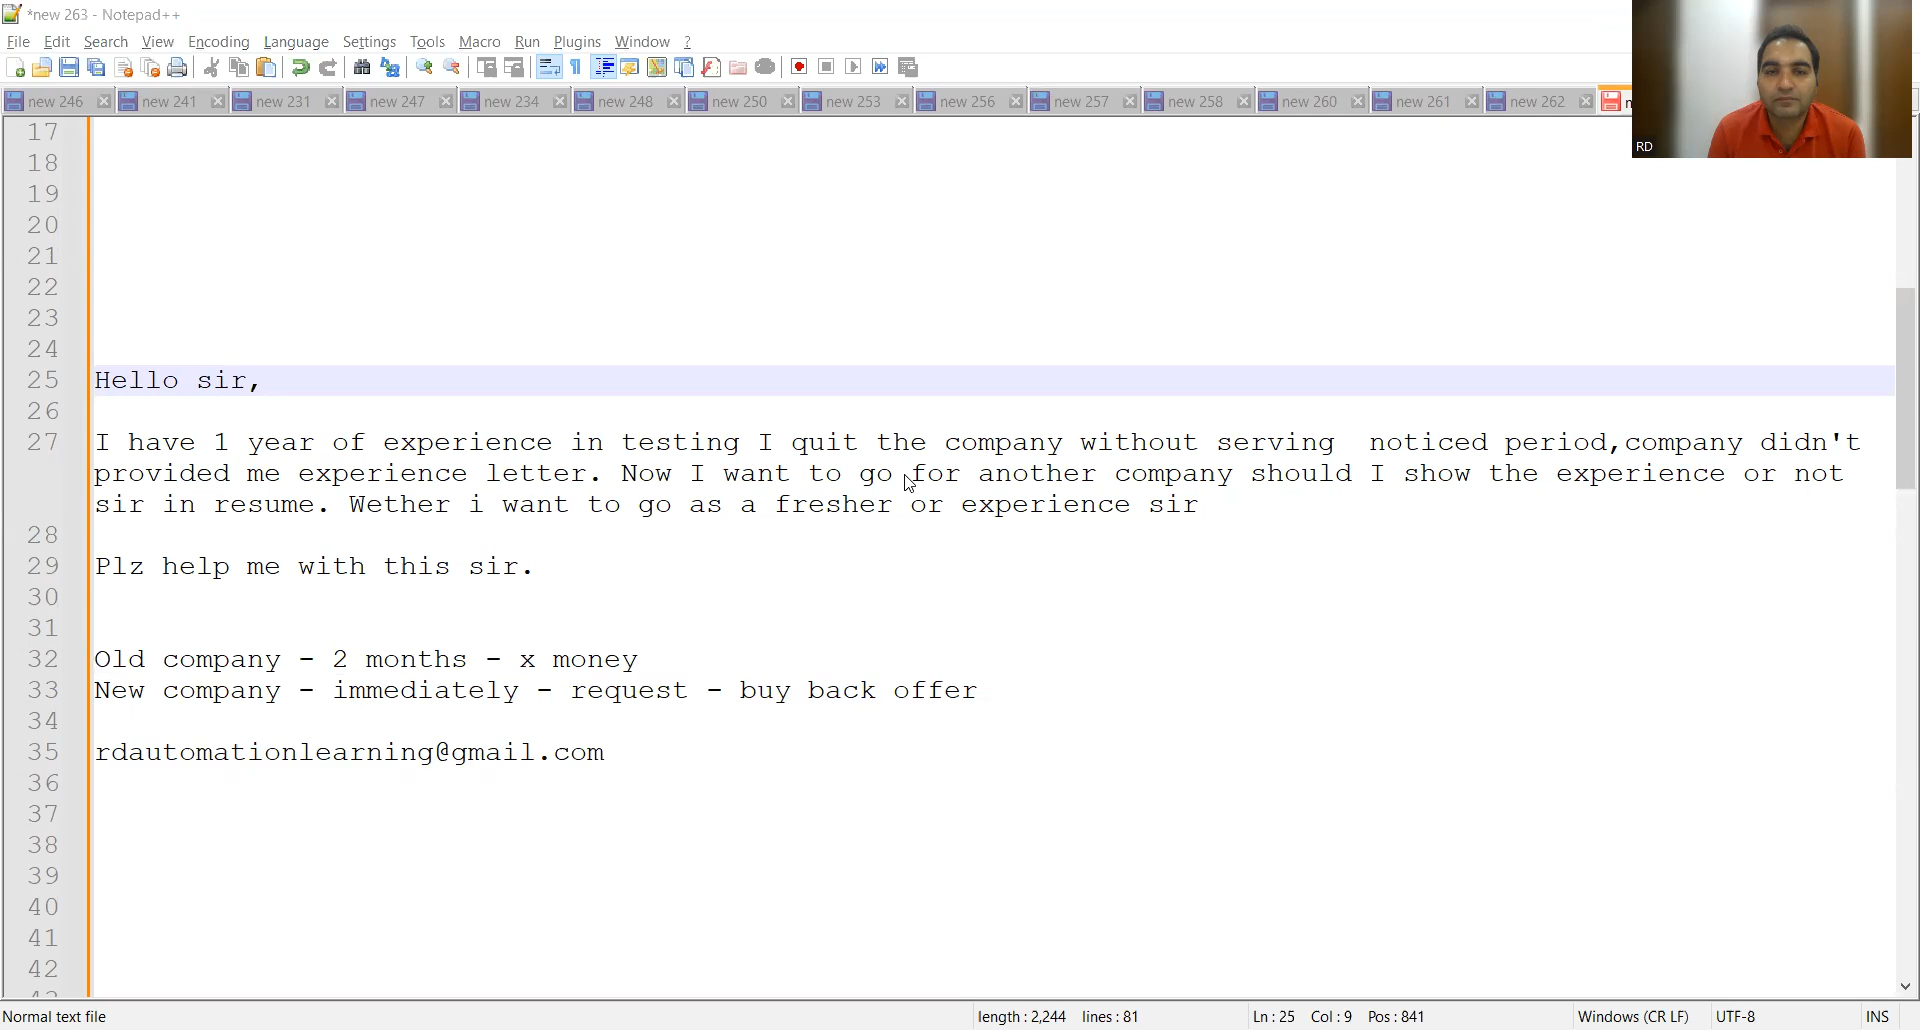 *new 263 - Notepad++
File Edit Search View Encoding Language Settings Tools Macro Run Plugins Window ?
new 246 new 241 new 231 new 247 new 234 new 248 new 250 new 253 new 256 new 257 new 258 new 260 new 261 new 262
RD
17
18
19
20
21
22
23
24
25 Hello sir,
26
27 I have 1 year of experience in testing I quit the company without serving  noticed period,company didn't
provided me experience letter. Now I want to go for another company should I show the experience or not
sir in resume. Wether i want to go as a fresher or experience sir
28
29 Plz help me with this sir.
30
31
32 Old company - 2 months - x money
33 New company - immediately - request - buy back offer
34
35 rdautomationlearning@gmail.com
36
37
38
39
40
41
42
Normal text file length : 2,244 lines : 81 Ln : 25 Col : 9 Pos : 841 Windows (CR LF) UTF-8 INS